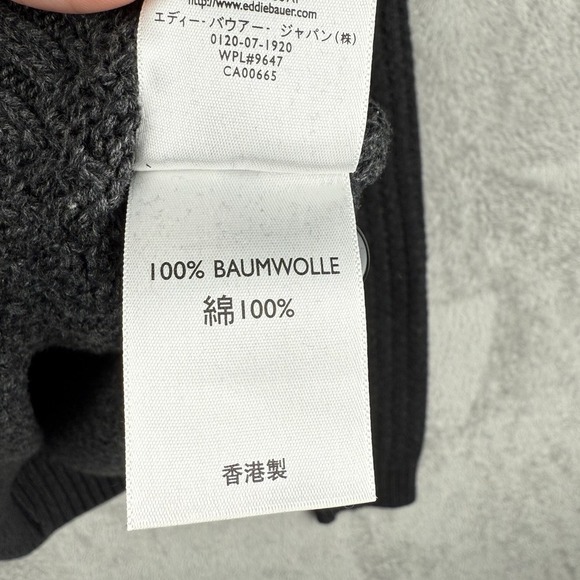 http://www.eddiebauer.com
エディー・バウアー・ジャパン(株)
0120-07-1920
WPL#9647
CA00665
100% BAUMWOLLE
綿100%
香港製